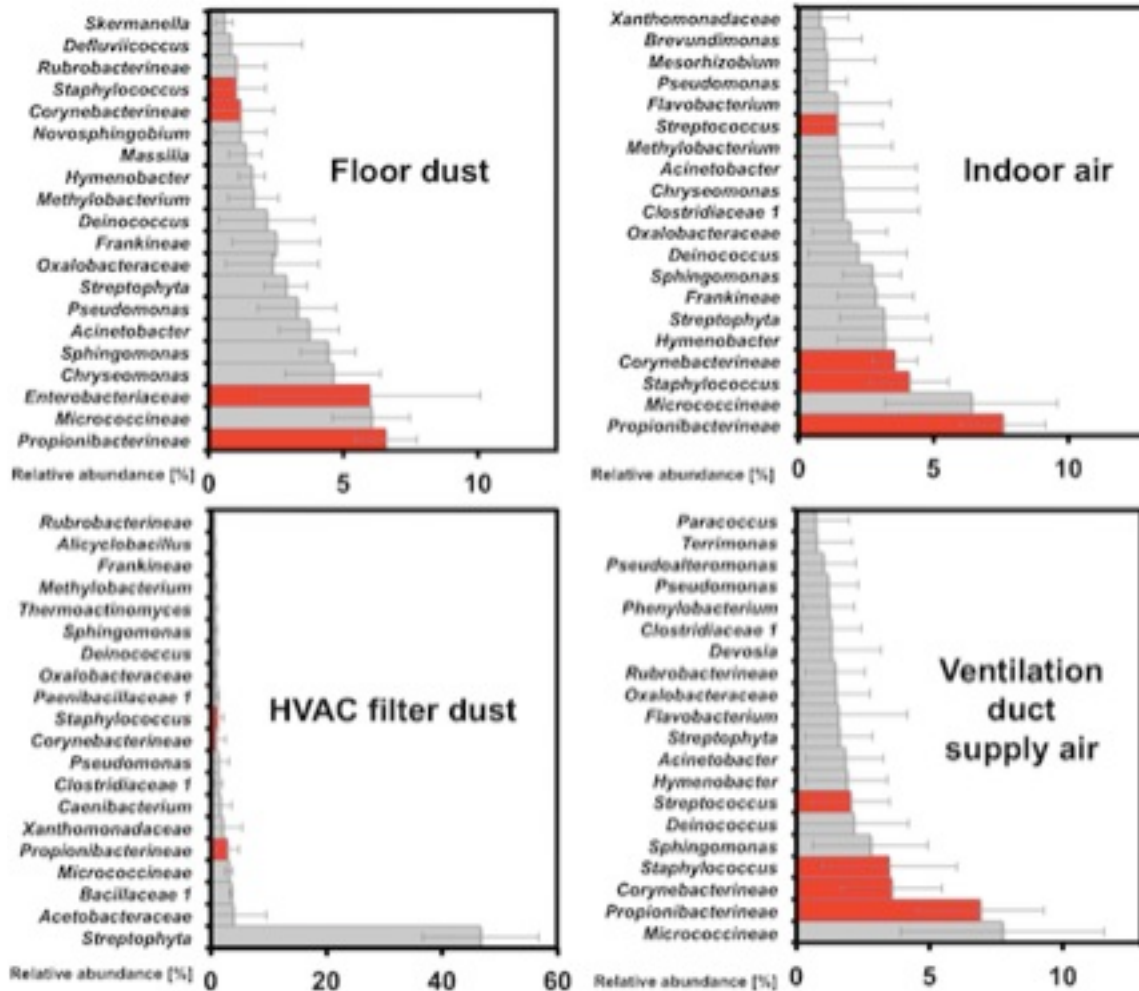 Skermanella
Defluviicoccus
Rubrobacterineae
Staphylococcus
Corynebacterineae
Novosphingobium
Massilia
Hymenobacter
Methylobacterium
Deinococcus
Frankineae
Oxalobacteraceae
Streptophyta
Pseudomonas
Acinetobacter
Sphingomonas
Chryseomonas
Enterobacteriaceae
Micrococcineae
Propionibacterineae
Floor dust
Relative abundance [%]
0 5 10
Xanthomonadaceae
Brevundimonas
Mesorhizobium
Pseudomonas
Flavobacterium
Streptococcus
Methylobacterium
Acinetobacter
Chryseomonas
Clostridiaceae 1
Oxalobacteraceae
Deinococcus
Sphingomonas
Frankineae
Streptophyta
Hymenobacter
Corynebacterineae
Staphylococcus
Micrococcineae
Propionibacterineae
Indoor air
Relative abundance [%]
0 5 10
Rubrobacterineae
Alicyclobacillus
Frankineae
Methylobacterium
Thermoactinomyces
Sphingomonas
Deinococcus
Oxalobacteraceae
Paenibacillaceae 1
Staphylococcus
Corynebacterineae
Pseudomonas
Clostridiaceae 1
Caenibacterium
Xanthomonadaceae
Propionibacterineae
Micrococcineae
Bacillaceae 1
Acetobacteraceae
Streptophyta
HVAC filter dust
Relative abundance [%]
0 20 40 60
Paracoccus
Terrimonas
Pseudoalteromonas
Pseudomonas
Phenylobacterium
Clostridiaceae 1
Devosia
Rubrobacterineae
Oxalobacteraceae
Flavobacterium
Streptophyta
Acinetobacter
Hymenobacter
Streptococcus
Deinococcus
Sphingomonas
Staphylococcus
Corynebacterineae
Propionibacterineae
Micrococcineae
Ventilation
duct
supply air
Relative abundance [%]
0 5 10